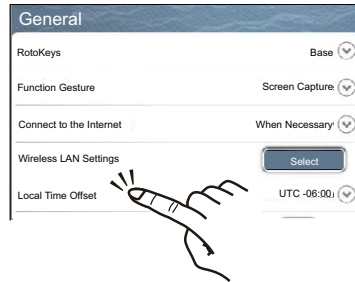 General
RotoKeys Base
Function Gesture Screen Capture
Connect to the Internet When Necessary
Wireless LAN Settings Select
Local Time Offset UTC -06:00